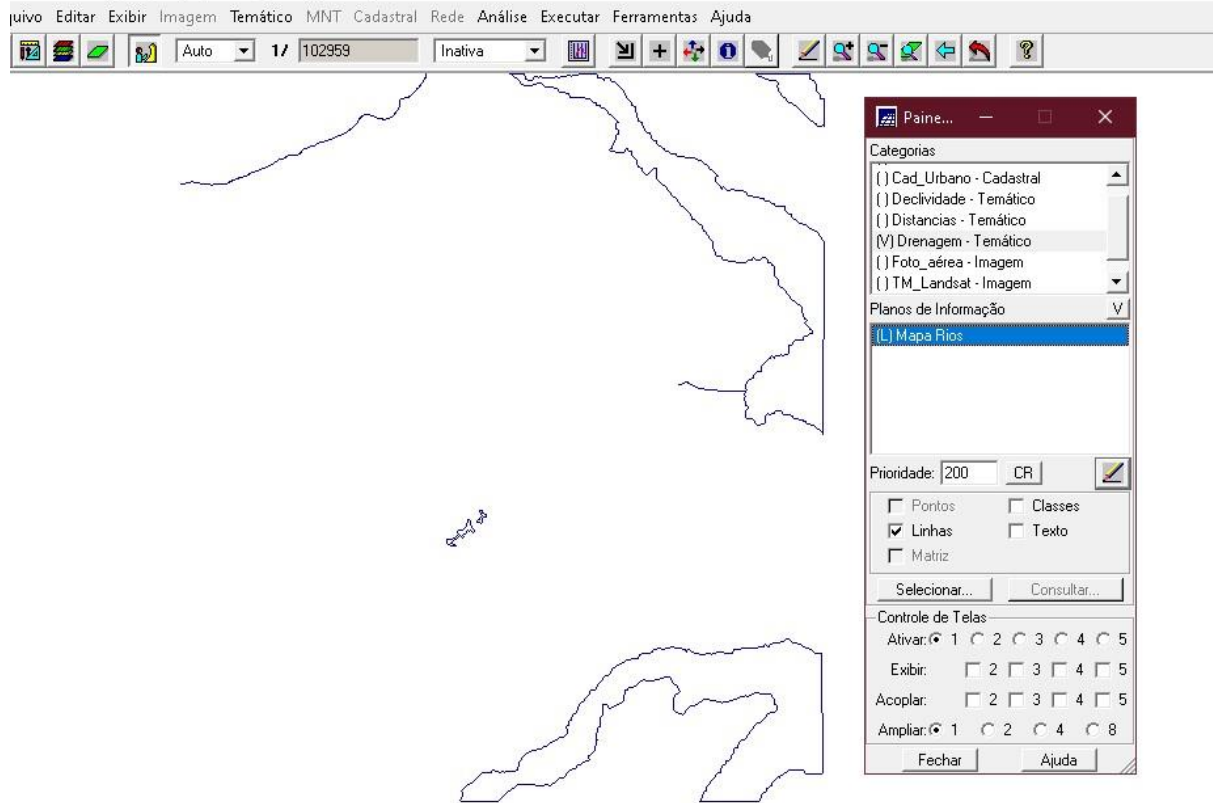 quivo Editar Exibir Imagem Temático MNT Cadastral Rede Análise Executar Ferramentas Ajuda
Auto 1/ 102959 Inativa
Paine...
Categorias
( ) Cad_Urbano - Cadastral
( ) Declividade - Temático
( ) Distancias - Temático
(V) Drenagem - Temático
( ) Foto_aérea - Imagem
( ) TM_Landsat - Imagem
Planos de Informação V
(L) Mapa Rios
Prioridade: 200 CR
Pontos Classes
Linhas Texto
Matriz
Selecionar... Consultar...
Controle de Telas
Ativar: 1 2 3 4 5
Exibir: 2 3 4 5
Acoplar: 2 3 4 5
Ampliar: 1 2 4 8
Fechar Ajuda